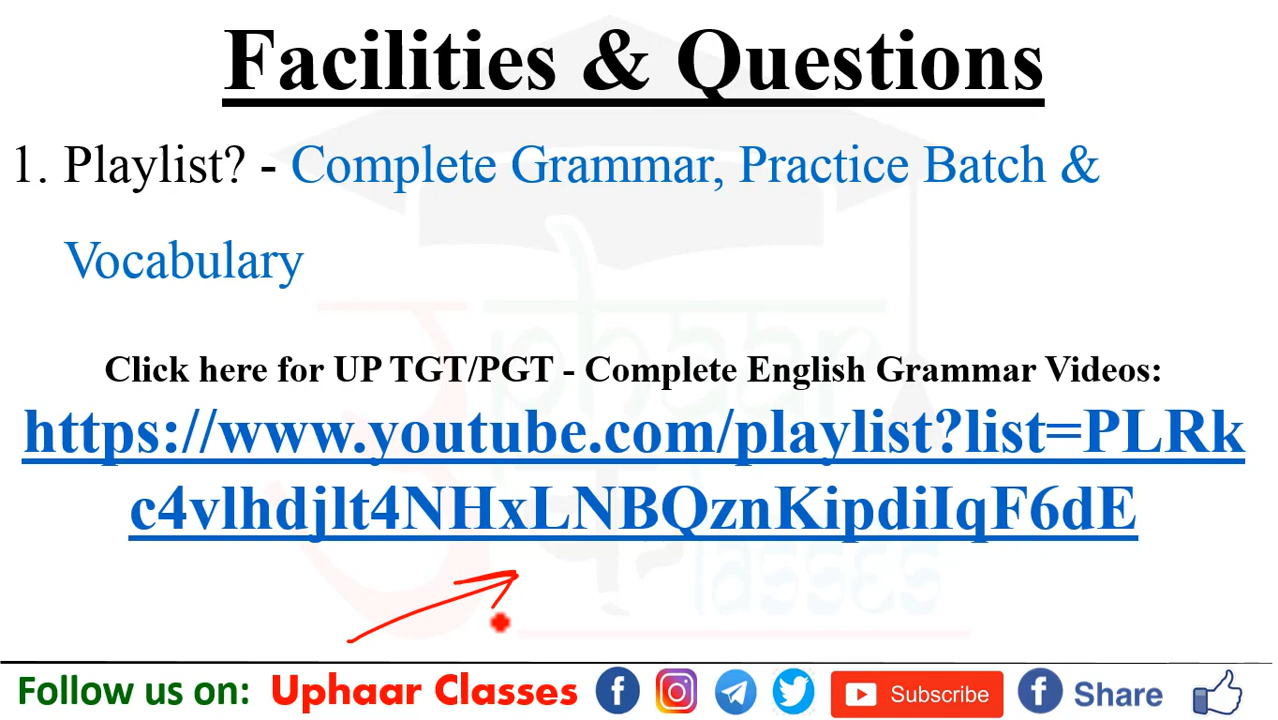 Facilities & Questions
1. Playlist? - Complete Grammar, Practice Batch &
Vocabulary
Click here for UP TGT/PGT - Complete English Grammar Videos:
https://www.youtube.com/playlist?list=PLRk
c4vlhdjlt4NHxLNBQznKipdiIqF6dE
Follow us on: Uphaar Classes Subscribe Share